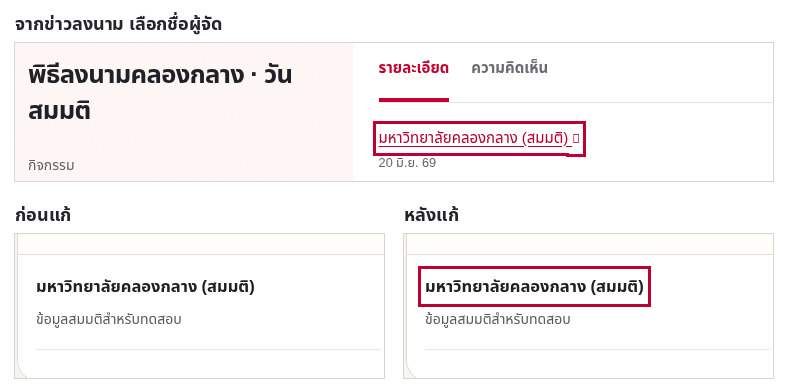 จากข่าวลงนาม เลือกชื่อผู้จัด
พิธีลงนามคลองกลาง · วัน
สมมติ
กิจกรรม
รายละเอียด ความคิดเห็น
มหาวิทยาลัยคลองกลาง (สมมติ)
20 มิ.ย. 69
ก่อนแก้
มหาวิทยาลัยคลองกลาง (สมมติ)
ข้อมูลสมมติสำหรับทดสอบ
หลังแก้
มหาวิทยาลัยคลองกลาง (สมมติ)
ข้อมูลสมมติสำหรับทดสอบ